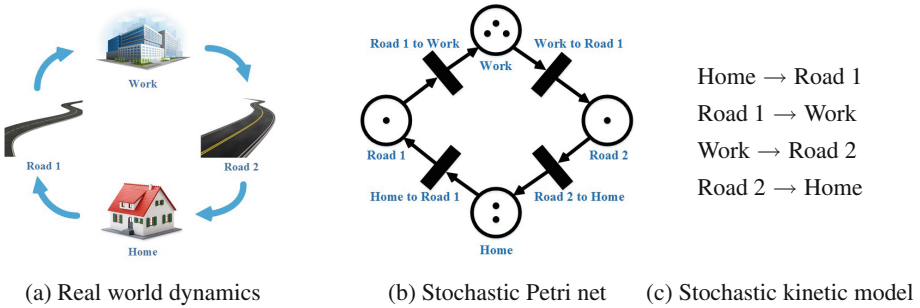 Work
Road 1
Road 2
Home
Road 1 to Work
Work to Road 1
Work
Road 1
Road 2
Home to Road 1
Road 2 to Home
Home
Home → Road 1
Road 1 → Work
Work → Road 2
Road 2 → Home
(a) Real world dynamics
(b) Stochastic Petri net
(c) Stochastic kinetic model